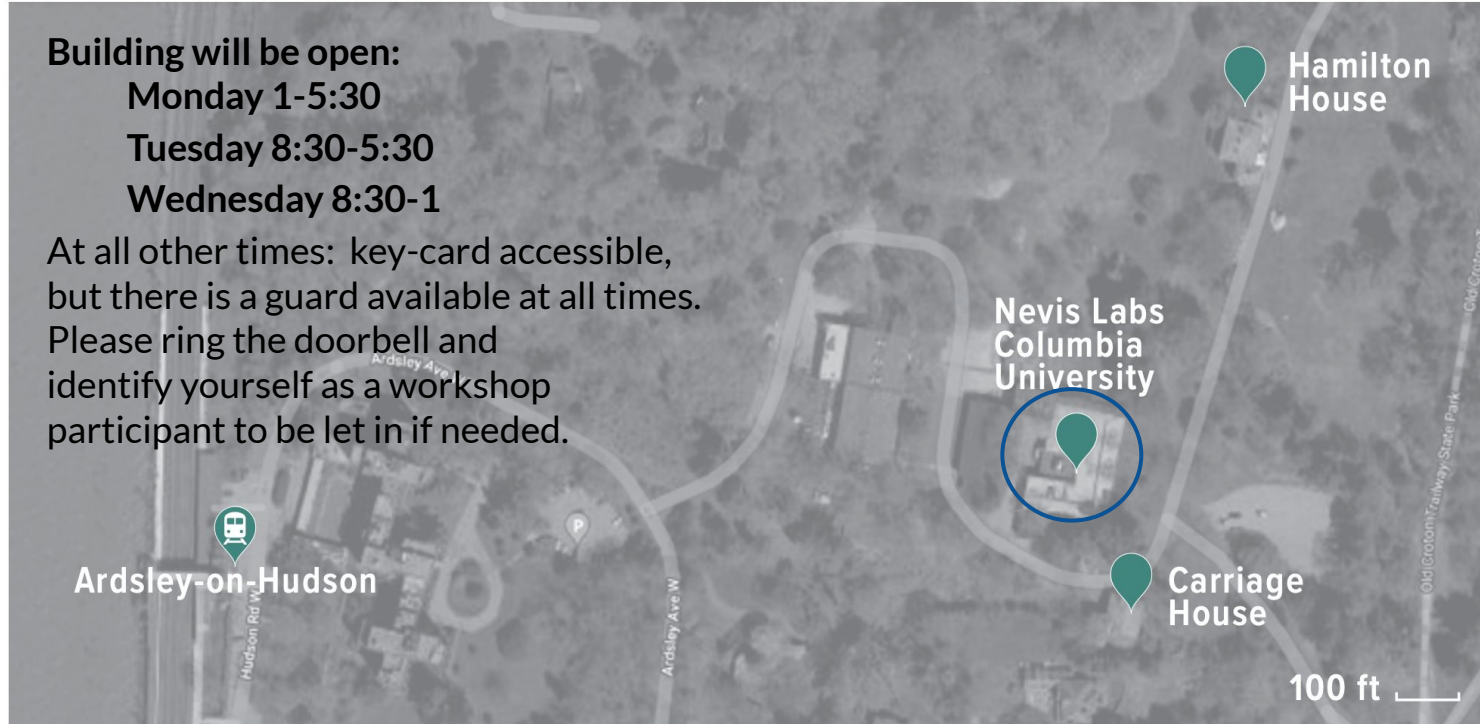 Building will be open:
Monday 1-5:30
Tuesday 8:30-5:30
Wednesday 8:30-1
At all other times: key-card accessible,
but there is a guard available at all times.
Please ring the doorbell and
identify yourself as a workshop
participant to be let in if needed.
Hamilton
House
Nevis Labs
Columbia
University
Ardsley Ave W
P
Ardsley-on-Hudson
Hudson Rd W
Ardsley Ave W
Carriage
House
Old Croton Trailway State Park
Old Croton T
100 ft